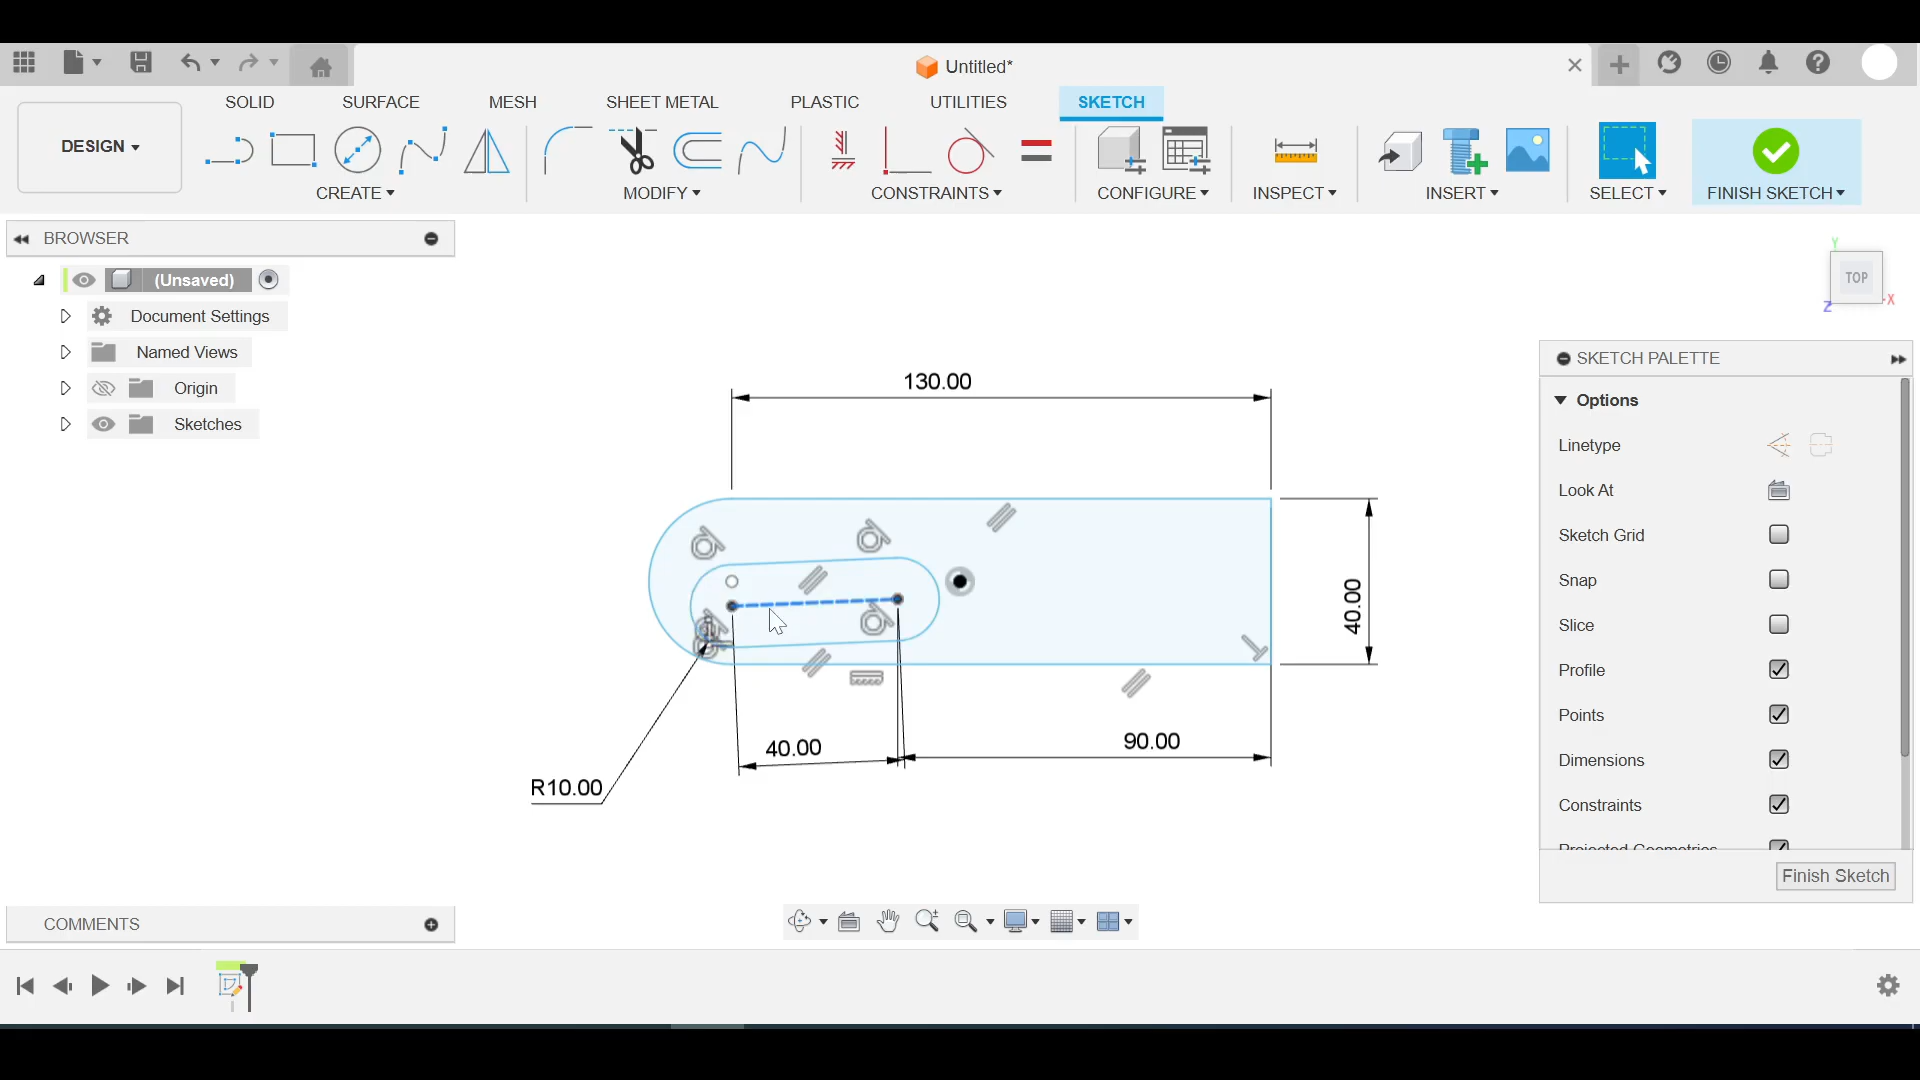 Untitled*
SOLID SURFACE MESH SHEET METAL PLASTIC UTILITIES SKETCH
DESIGN
CREATE MODIFY CONSTRAINTS CONFIGURE INSPECT INSERT SELECT FINISH SKETCH
BROWSER
(Unsaved)
Document Settings
Named Views
Origin
Sketches
Y
TOP
X
Z
130.00
40.00
40.00
90.00
R10.00
SKETCH PALETTE
Options
Linetype
Look At
Sketch Grid
Snap
Slice
Profile
Points
Dimensions
Constraints
Projected Geometries
Finish Sketch
COMMENTS